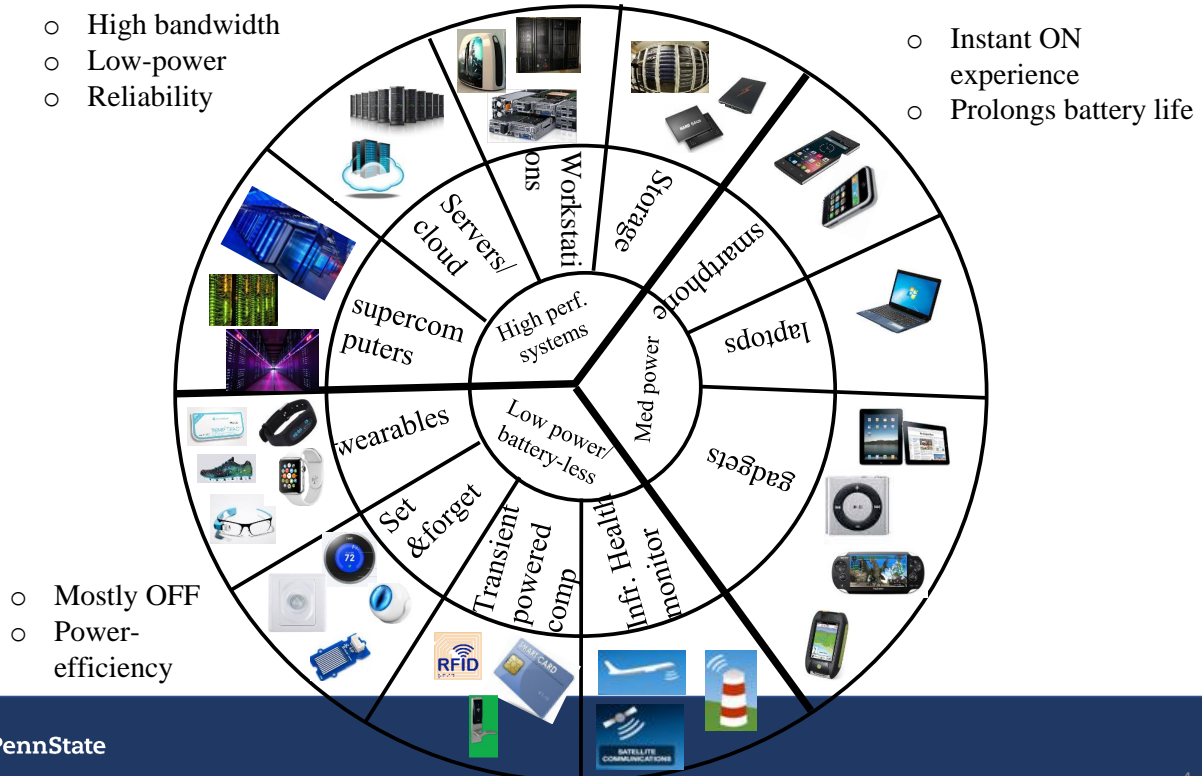 o High bandwidth
o Low-power
o Reliability
o Instant ON
experience
o Prolongs battery life
Servers/
cloud
Workstati
ons
Storage
smartphone
laptops
gadgets
supercom
puters
High perf.
systems
Med power
Low power/
battery-less
wearables
Set
&forget
Transient
powered
comp
Infr. Health
monitor
72
o Mostly OFF
o Power-
efficiency
RFID
SMART CARD
SATELLITE
COMMUNICATIONS
PennState